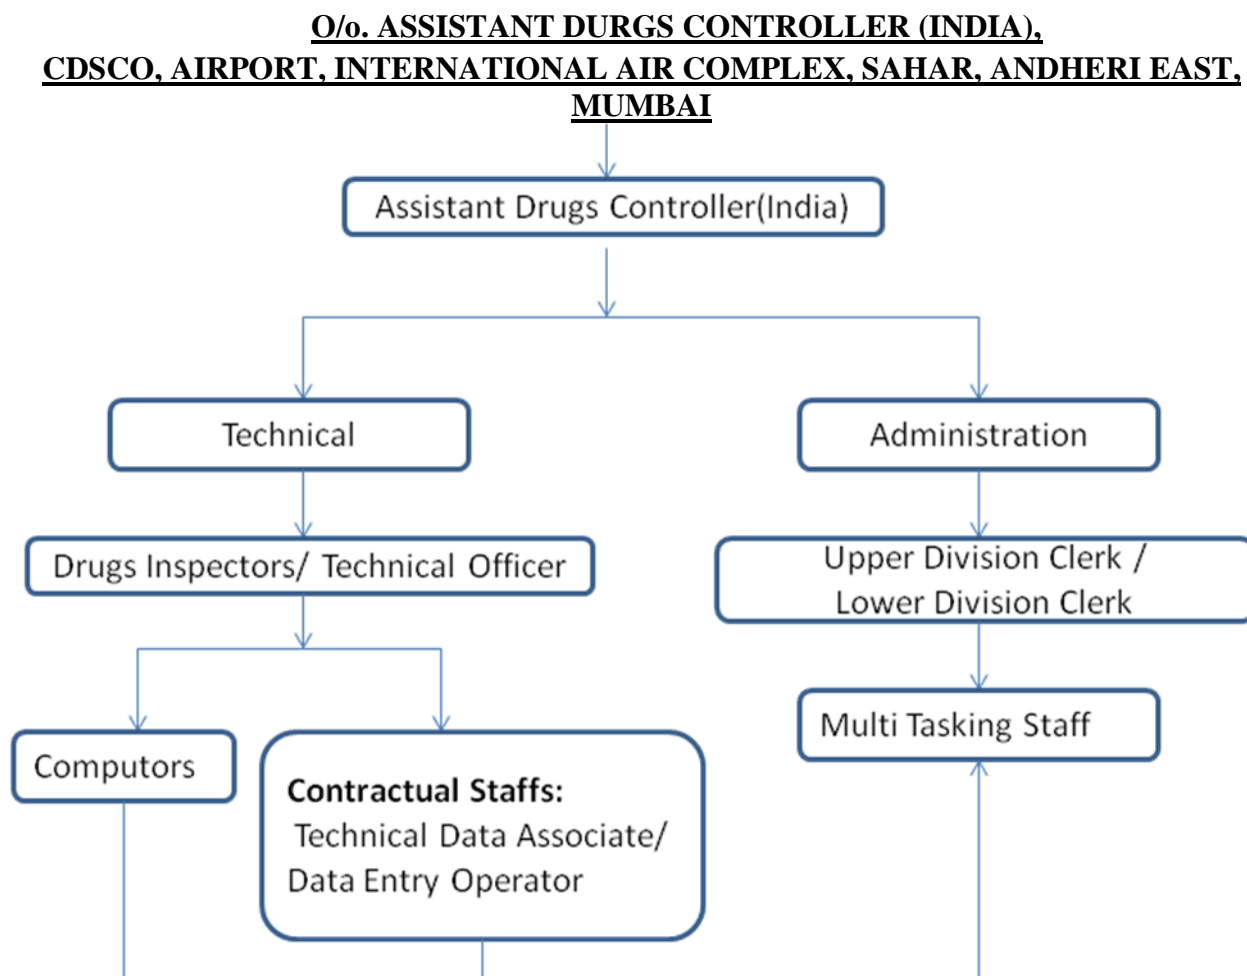 O/o. ASSISTANT DURGS CONTROLLER (INDIA),
CDSCO, AIRPORT, INTERNATIONAL AIR COMPLEX, SAHAR, ANDHERI EAST,
MUMBAI
Assistant Drugs Controller(India)
Technical
Administration
Drugs Inspectors/ Technical Officer
Upper Division Clerk /
Lower Division Clerk
Computors
Contractual Staffs:
Technical Data Associate/
Data Entry Operator
Multi Tasking Staff